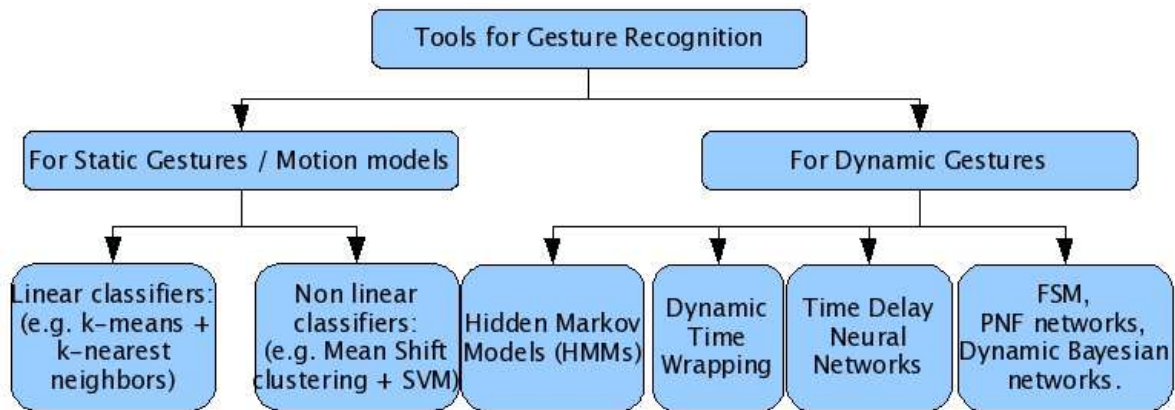 Tools for Gesture Recognition
For Static Gestures / Motion models
For Dynamic Gestures
Linear classifiers:
(e.g. k-means +
k-nearest
neighbors)
Non linear
classifiers:
(e.g. Mean Shift
clustering + SVM)
Hidden Markov
Models (HMMs)
Dynamic
Time
Wrapping
Time Delay
Neural
Networks
FSM,
PNF networks,
Dynamic Bayesian
networks.